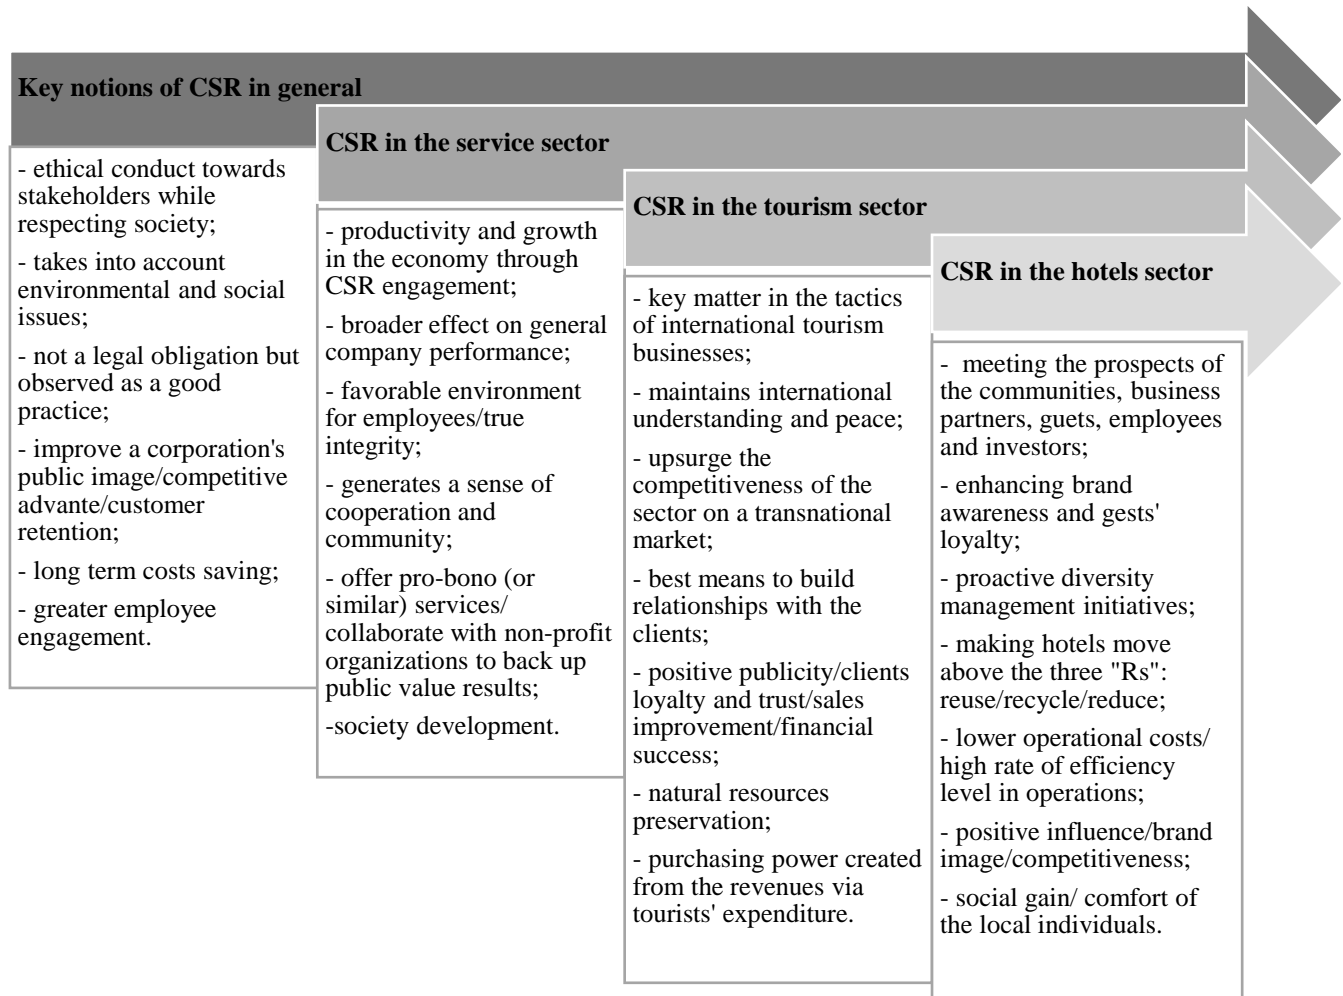 Key notions of CSR in general
- ethical conduct towards
stakeholders while
respecting society;
- takes into account
environmental and social
issues;
- not a legal obligation but
observed as a good
practice;
- improve a corporation's
public image/competitive
advante/customer
retention;
- long term costs saving;
- greater employee
engagement.
CSR in the service sector
- productivity and growth
in the economy through
CSR engagement;
- broader effect on general
company performance;
- favorable environment
for employees/true
integrity;
- generates a sense of
cooperation and
community;
- offer pro-bono (or
similar) services/
collaborate with non-profit
organizations to back up
public value results;
-society development.
CSR in the tourism sector
- key matter in the tactics
of international tourism
businesses;
- maintains international
understanding and peace;
- upsurge the
competitiveness of the
sector on a transnational
market;
- best means to build
relationships with the
clients;
- positive publicity/clients
loyalty and trust/sales
improvement/financial
success;
- natural resources
preservation;
- purchasing power created
from the revenues via
tourists' expenditure.
CSR in the hotels sector
- meeting the prospects of
the communities, business
partners, guets, employees
and investors;
- enhancing brand
awareness and gests'
loyalty;
- proactive diversity
management initiatives;
- making hotels move
above the three "Rs":
reuse/recycle/reduce;
- lower operational costs/
high rate of efficiency
level in operations;
- positive influence/brand
image/competitiveness;
- social gain/ comfort of
the local individuals.